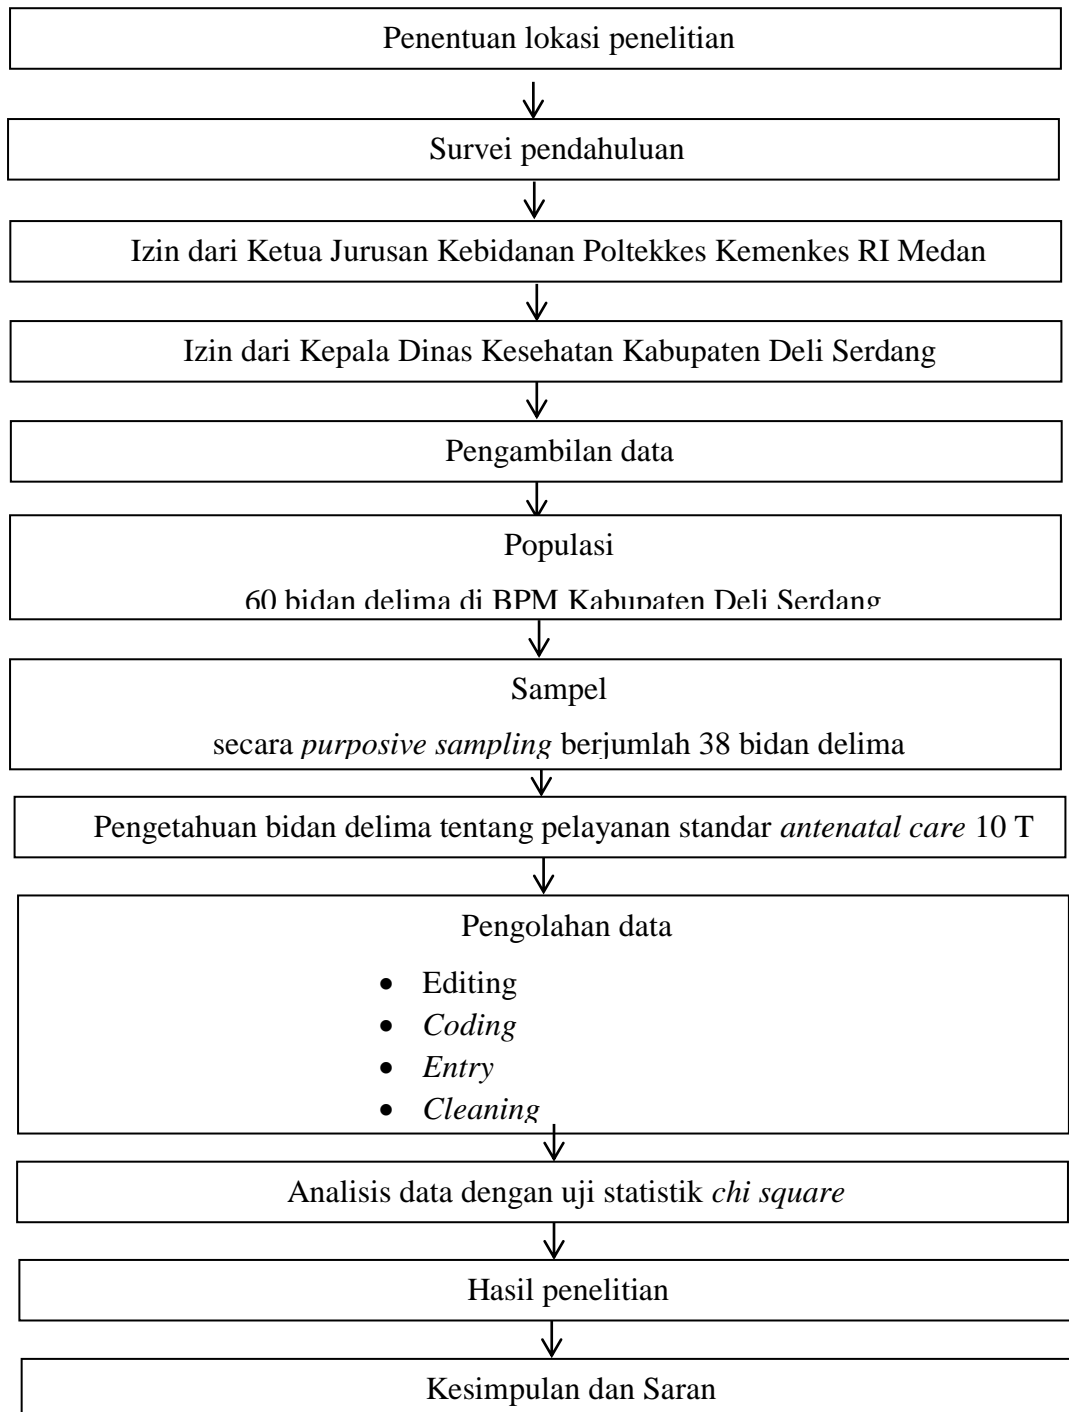 Penentuan lokasi penelitian
Survei pendahuluan
Izin dari Ketua Jurusan Kebidanan Poltekkes Kemenkes RI Medan
Izin dari Kepala Dinas Kesehatan Kabupaten Deli Serdang
Pengambilan data
Populasi
60 bidan delima di BPM Kabupaten Deli Serdang
Sampel
secara purposive sampling berjumlah 38 bidan delima
Pengetahuan bidan delima tentang pelayanan standar antenatal care 10 T
Pengolahan data
• Editing
• Coding
• Entry
• Cleaning
Analisis data dengan uji statistik chi square
Hasil penelitian
Kesimpulan dan Saran